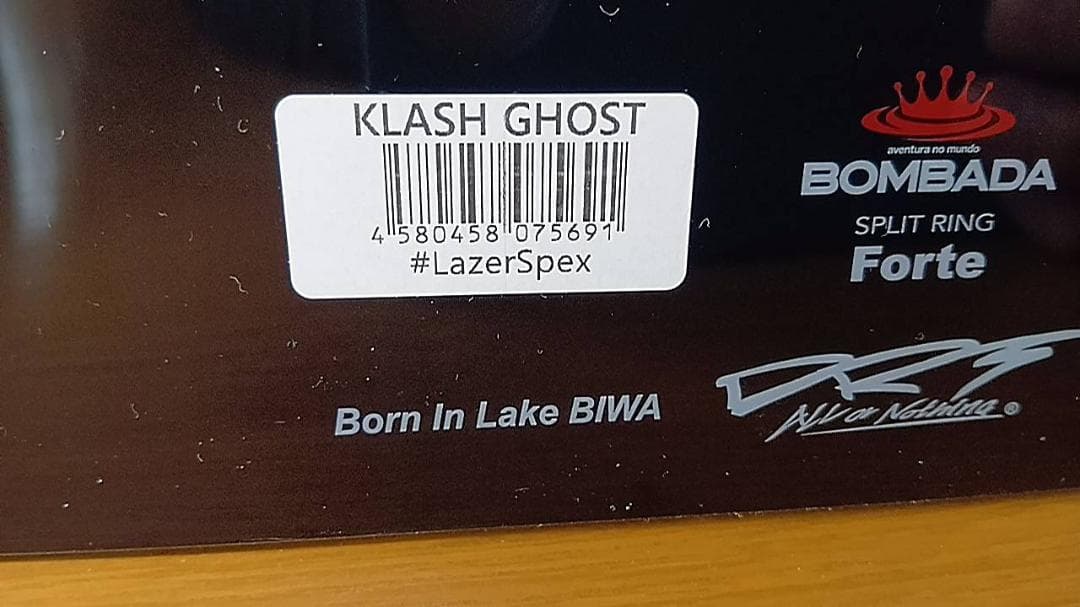 KLASH GHOST
4 580458 075691
#LazerSpex
aventura no mundo
BOMBADA
SPLIT RING
Forte
Born In Lake BIWA
DRT
All or Nothing ®